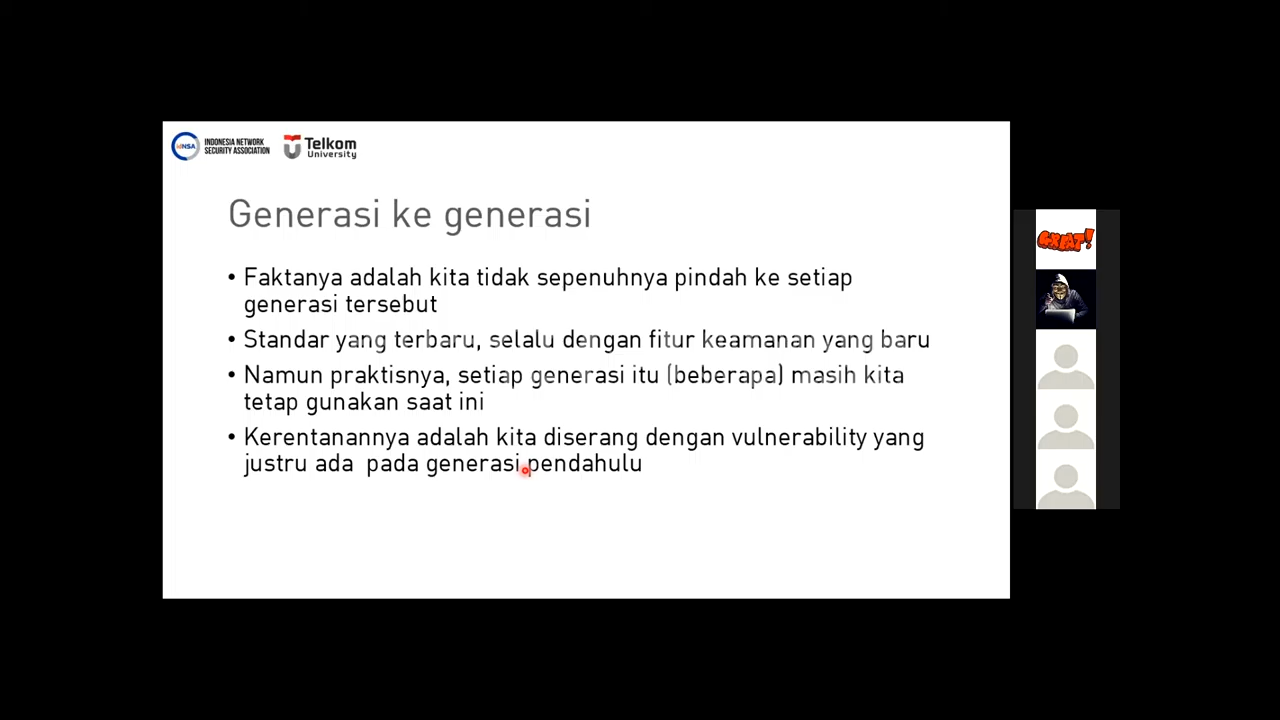 INSA
INDONESIA NETWORK
SECURITY ASSOCIATION
Telkom
University
Generasi ke generasi
• Faktanya adalah kita tidak sepenuhnya pindah ke setiap
generasi tersebut
• Standar yang terbaru, selalu dengan fitur keamanan yang baru
• Namun praktisnya, setiap generasi itu (beberapa) masih kita
tetap gunakan saat ini
• Kerentanannya adalah kita diserang dengan vulnerability yang
justru ada pada generasi pendahulu
GREAT!